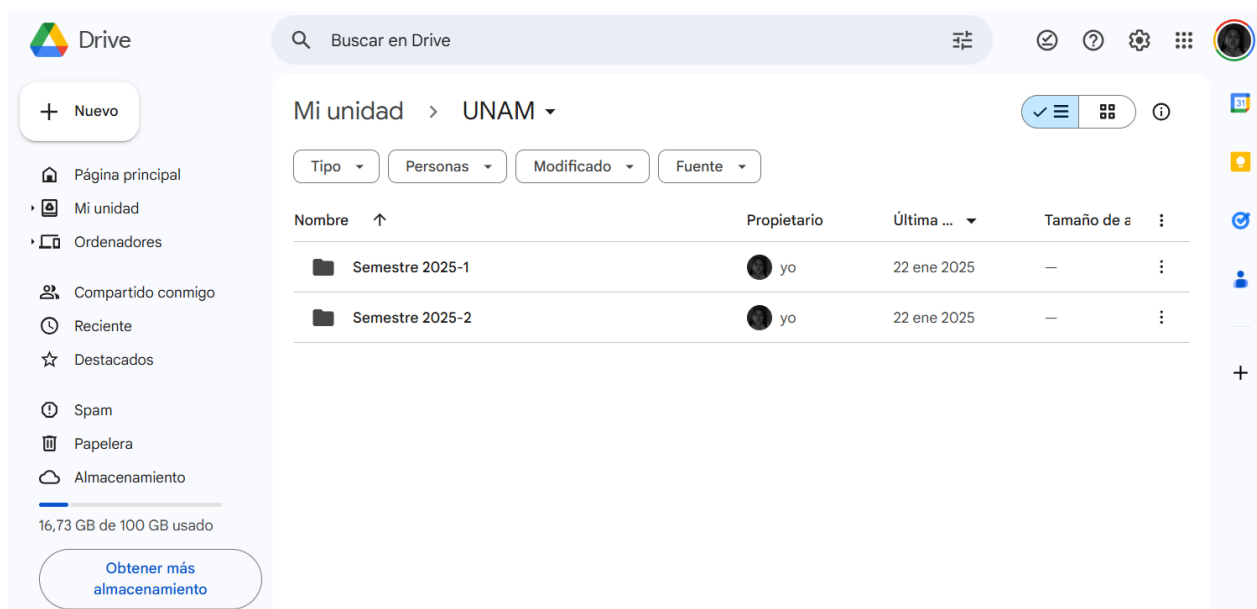 Drive
Buscar en Drive
Nuevo
Mi unidad > UNAM
31
Tipo Personas Modificado Fuente
Página principal
Mi unidad
Ordenadores
Nombre Propietario Última ... Tamaño de a
Semestre 2025-1 yo 22 ene 2025 —
Semestre 2025-2 yo 22 ene 2025 —
Compartido conmigo
Reciente
Destacados
Spam
Papelera
Almacenamiento
16,73 GB de 100 GB usado
Obtener más
almacenamiento